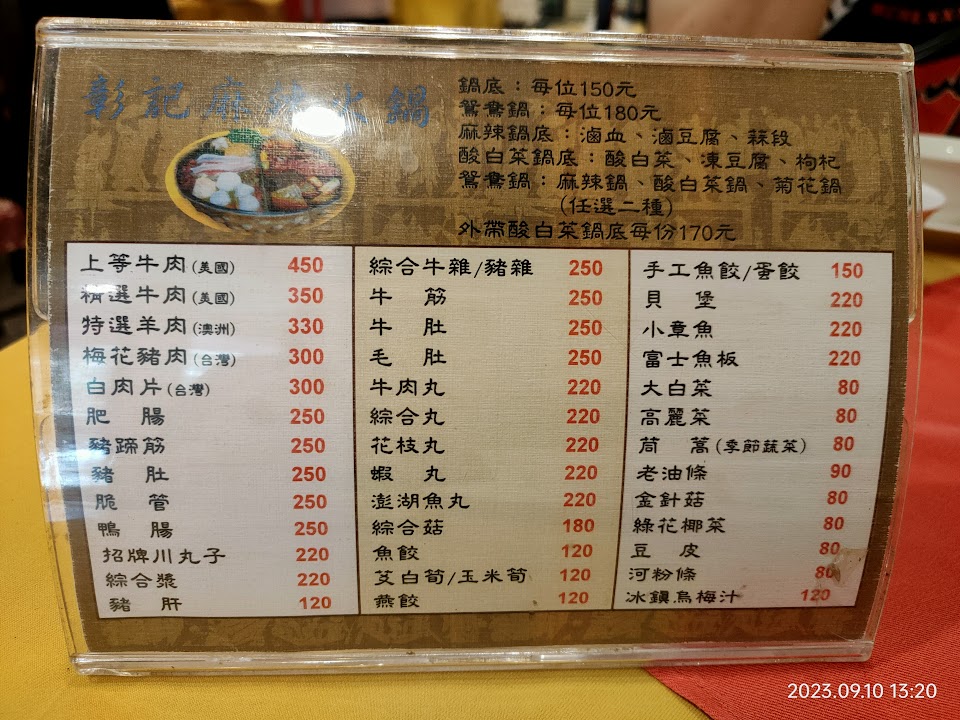 彰記麻辣火鍋
鍋底：每位150元
鴛鴦鍋：每位180元
麻辣鍋底：滷血、滷豆腐、蒜段
酸白菜鍋底：酸白菜、凍豆腐、枸杞
鴛鴦鍋：麻辣鍋、酸白菜鍋、菊花鍋
(任選二種)
外帶酸白菜鍋底每份170元
上等牛肉(美國) 450
精選牛肉(美國) 350
特選羊肉(澳洲) 330
梅花豬肉(台灣) 300
白肉片(台灣) 300
肥 腸 250
豬蹄筋 250
豬 肚 250
脆 管 250
鴨 腸 250
招牌川丸子 220
綜合漿 220
豬 肝 120
綜合牛雜/豬雜 250
牛 筋 250
牛 肚 250
毛 肚 250
牛肉丸 220
綜合丸 220
花枝丸 220
蝦 丸 220
澎湖魚丸 220
綜合菇 180
魚餃 120
茭白筍/玉米筍 120
燕餃 120
手工魚餃/蛋餃 150
貝 堡 220
小章魚 220
富士魚板 220
大白菜 80
高麗菜 80
茼 蒿(季節蔬菜) 80
老油條 90
金針菇 80
綠花椰菜 80
豆 皮 80
河粉條 80
冰鎮烏梅汁 120
2023.09.10 13:20